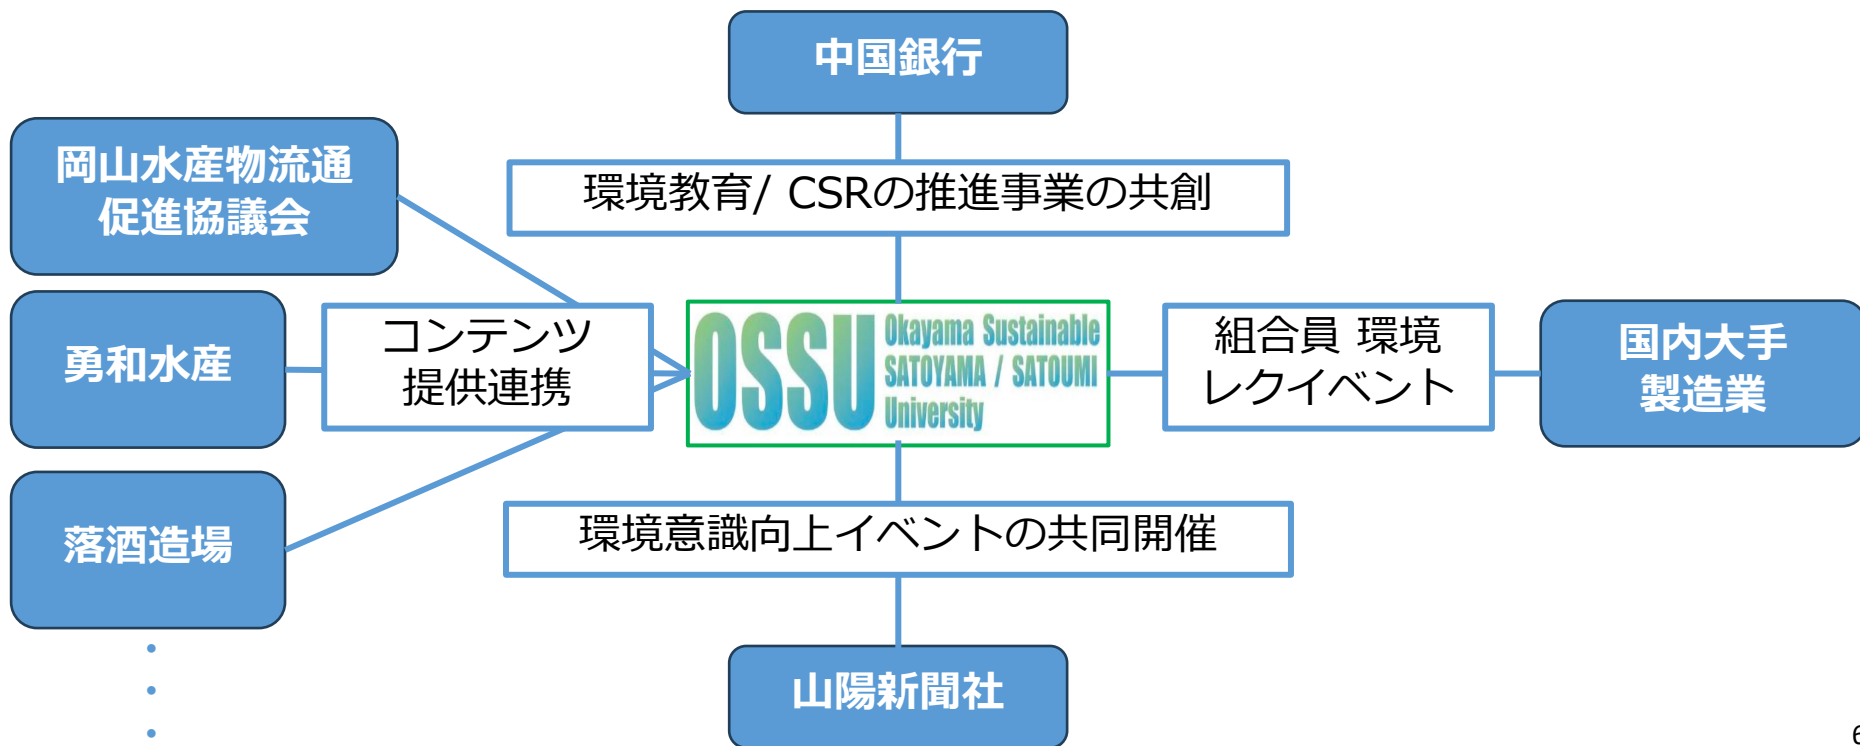 中国銀行
岡山水産物流通
促進協議会
環境教育/ CSRの推進事業の共創
勇和水産
コンテンツ
提供連携
OSSU
Okayama Sustainable
SATOYAMA / SATOUMI
University
組合員 環境
レクイベント
国内大手
製造業
落酒造場
環境意識向上イベントの共同開催
山陽新聞社
6